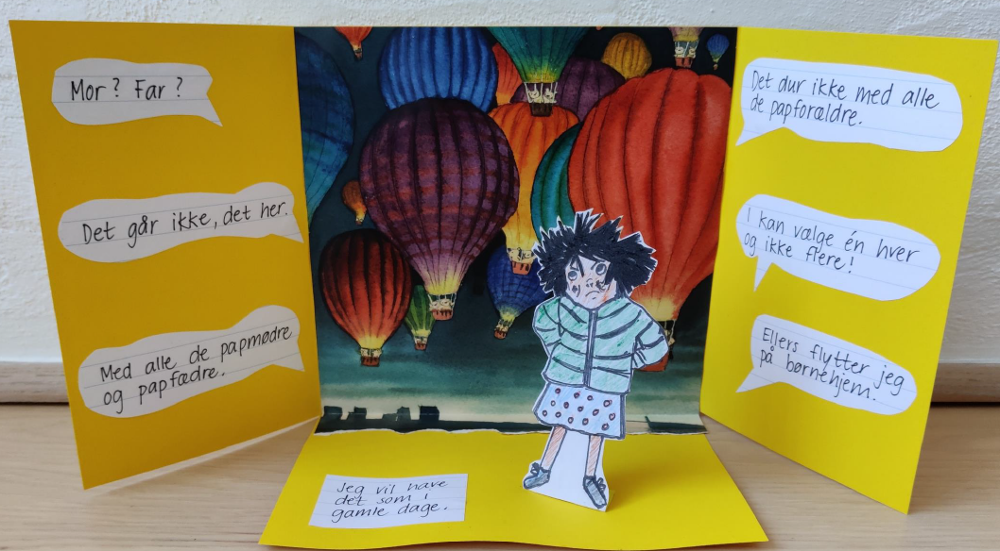 Mor? Far?
Det går ikke, det her.
Med alle de papmødre
og papfædre.
Det dur ikke med alle
de papforældre.
I kan vælge én hver
og ikke flere!
Ellers flytter jeg
på børnehjem.
Jeg vil have
det som i
gamle dage.